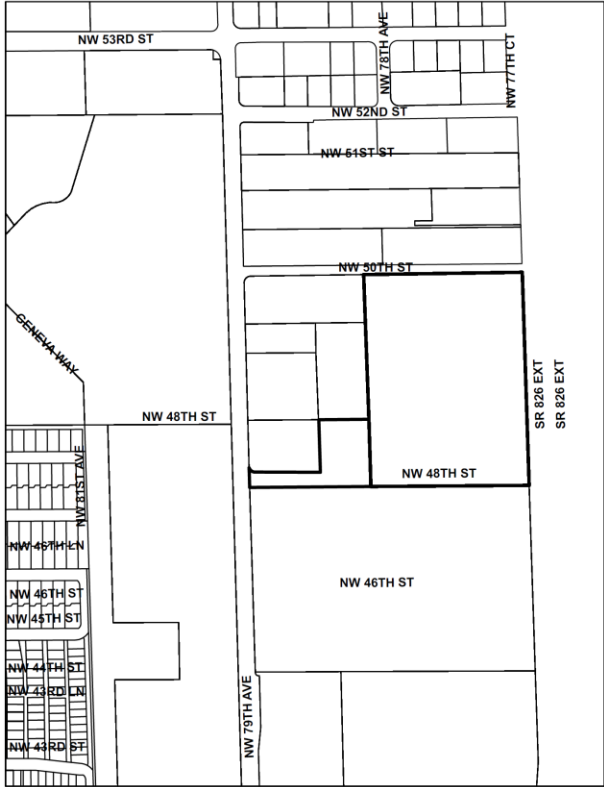 NW 53RD ST
NW 78TH AVE
NW 77TH CT
NW 52ND ST
NW 51ST ST
NW 50TH ST
GENEVA WAY
SR 826 EXT
SR 826 EXT
NW 48TH ST
NW 81ST AVE
NW 48TH ST
NW 46TH LN
NW 46TH ST
NW 46TH ST
NW 45TH ST
NW 44TH ST
NW 43RD LN
NW 79TH AVE
NW 43RD ST